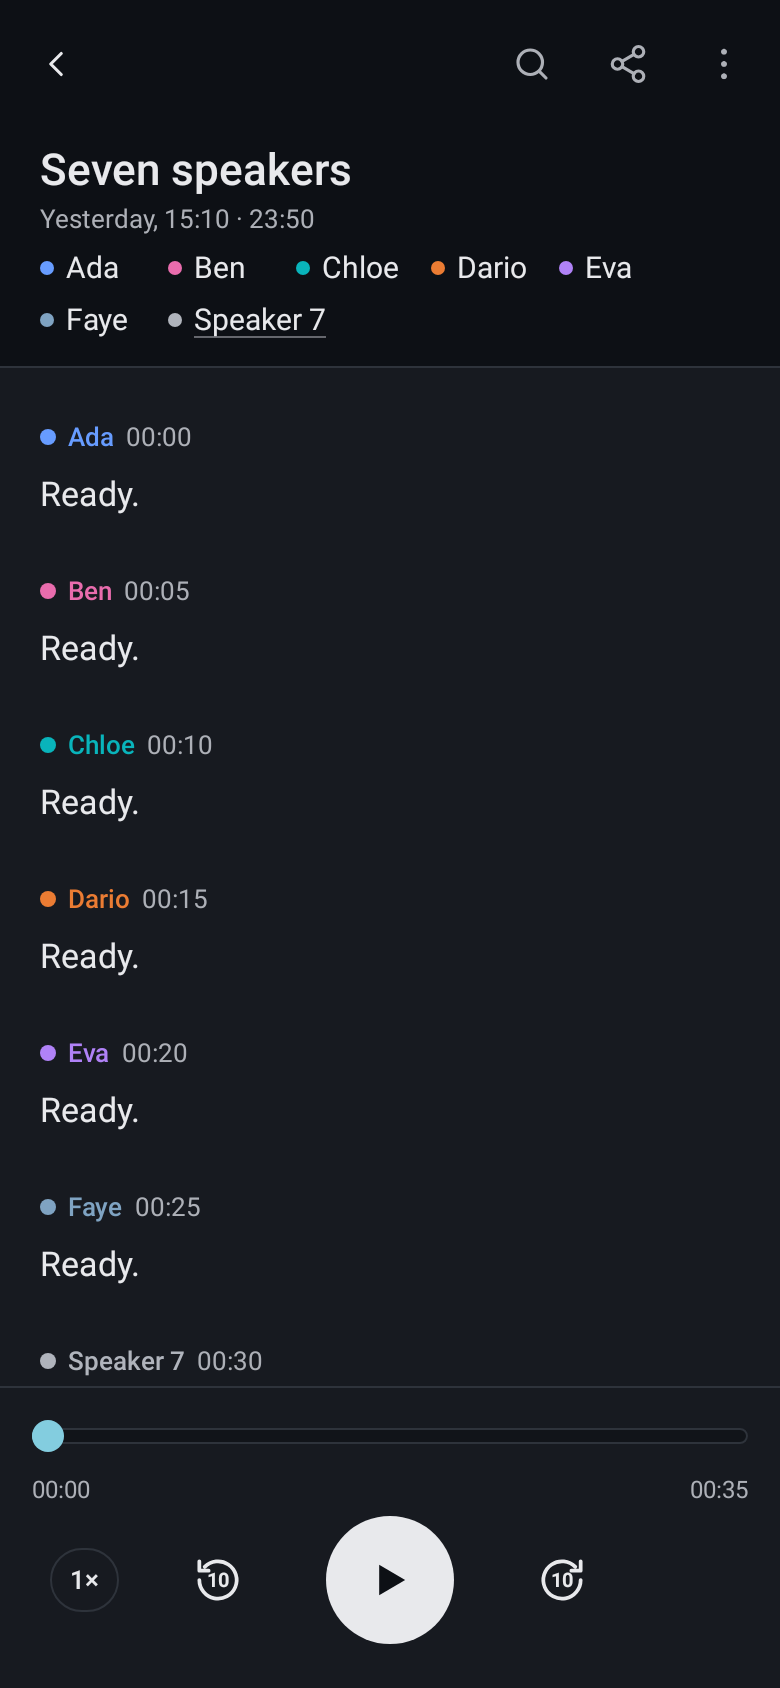 Seven speakers
Yesterday, 15:10 · 23:50
Ada Ben Chloe Dario Eva
Faye Speaker 7
Ada 00:00
Ready.
Ben 00:05
Ready.
Chloe 00:10
Ready.
Dario 00:15
Ready.
Eva 00:20
Ready.
Faye 00:25
Ready.
Speaker 7 00:30
00:00 00:35
1× 10 10